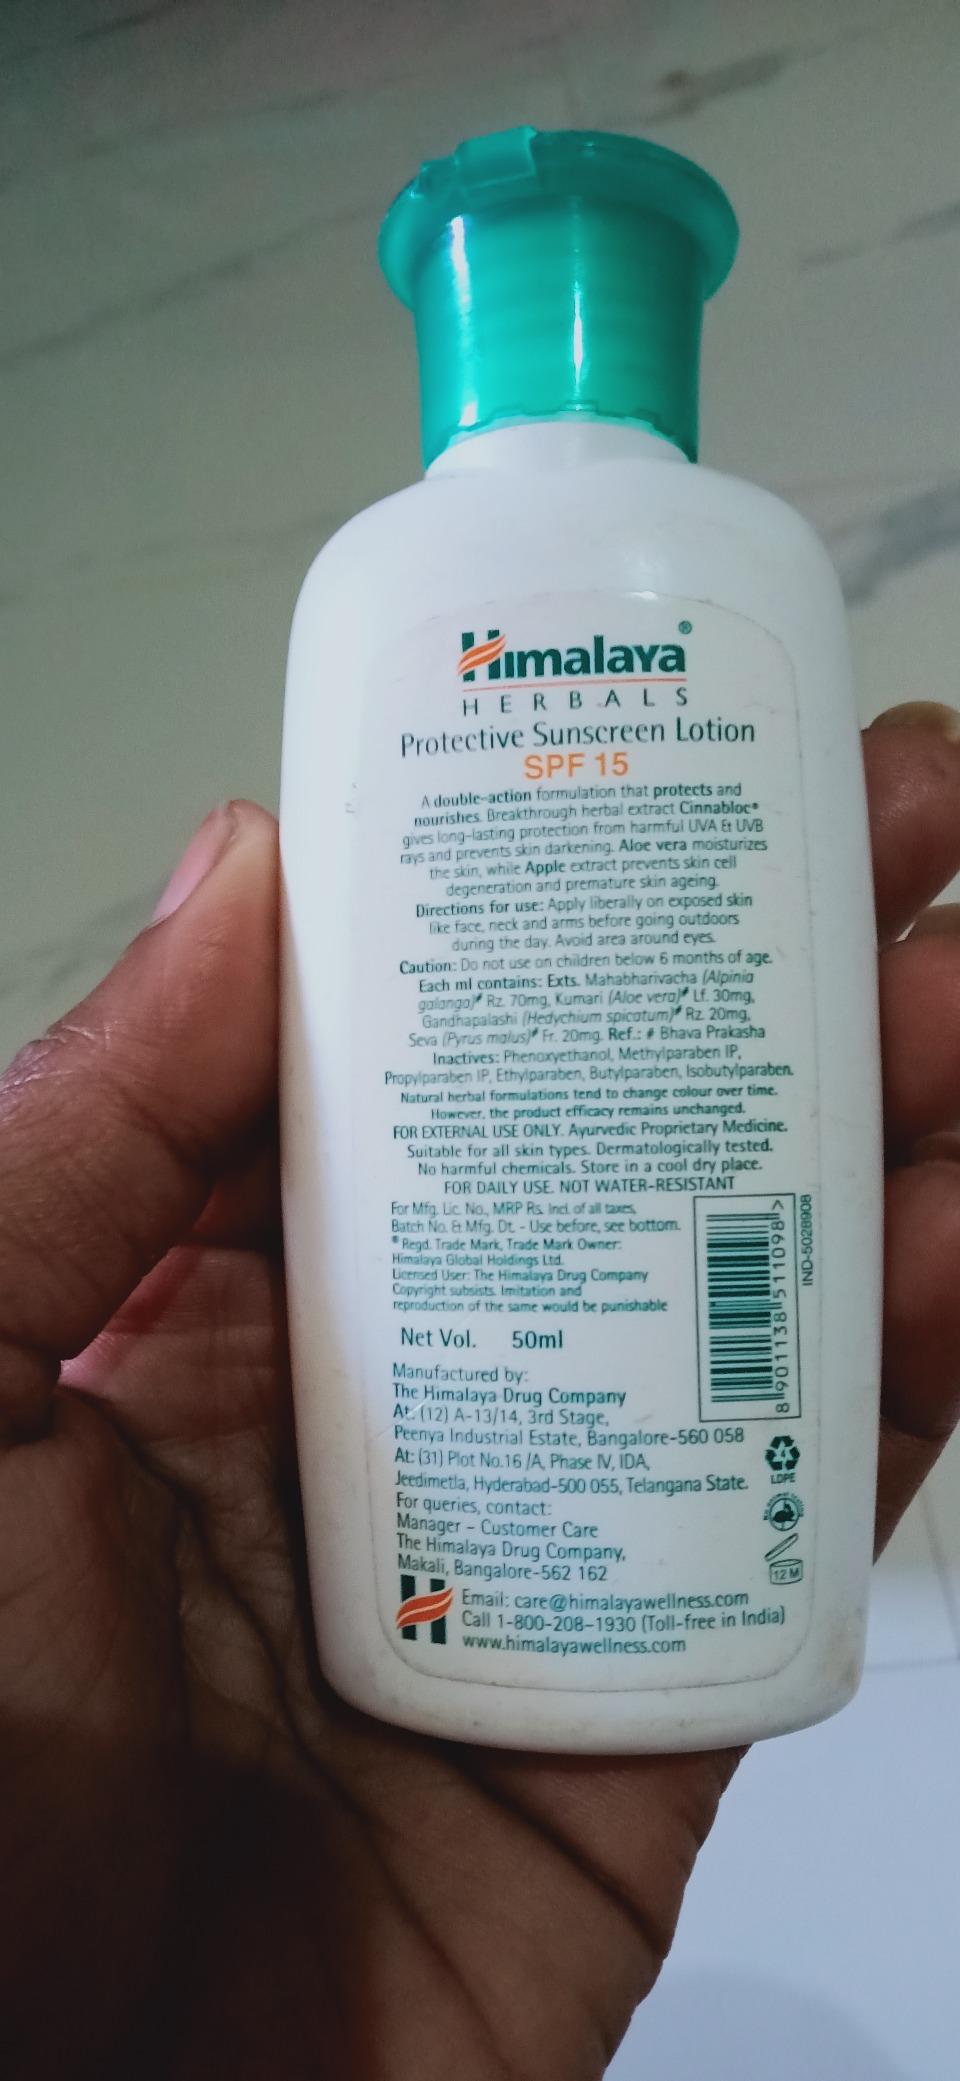 Himalaya®
HERBALS
Protective Sunscreen Lotion
SPF 15
A double-action formulation that protects and
nourishes. Breakthrough herbal extract Cinnabloc®
gives long-lasting protection from harmful UVA & UVB
rays and prevents skin darkening. Aloe vera moisturizes
the skin, while Apple extract prevents skin cell
degeneration and premature skin ageing.
Directions for use: Apply liberally on exposed skin
like face, neck and arms before going outdoors
during the day. Avoid area around eyes.
Caution: Do not use on children below 6 months of age.
Each ml contains: Exts. Mahabharivacha (Alpinia
galanga)# Rz. 70mg, Kumari (Aloe vera)# Lf. 30mg,
Gandhapalashi (Hedychium spicatum)# Rz. 20mg,
Seva (Pyrus malus)# Fr. 20mg. Ref.: # Bhava Prakasha
Inactives: Phenoxyethanol, Methylparaben IP,
Propylparaben IP, Ethylparaben, Butylparaben, Isobutylparaben.
Natural herbal formulations tend to change colour over time.
However, the product efficacy remains unchanged.
FOR EXTERNAL USE ONLY. Ayurvedic Proprietary Medicine.
Suitable for all skin types. Dermatologically tested.
No harmful chemicals. Store in a cool dry place.
FOR DAILY USE. NOT WATER-RESISTANT
For Mfg. Lic. No., MRP Rs. Incl. of all taxes,
Batch No. & Mfg. Dt. - Use before, see bottom.
® Regd. Trade Mark, Trade Mark Owner:
Himalaya Global Holdings Ltd.
Licensed User: The Himalaya Drug Company
Copyright subsists. Imitation and
reproduction of the same would be punishable
8 901138 511098 >
IND-5028908
Net Vol. 50ml
Manufactured by:
The Himalaya Drug Company
At: (12) A-13/14, 3rd Stage,
Peenya Industrial Estate, Bangalore-560 058
At: (31) Plot No.16 /A, Phase IV, IDA,
Jeedimetla, Hyderabad-500 055, Telangana State.
For queries, contact:
Manager - Customer Care
The Himalaya Drug Company,
Makali, Bangalore-562 162
4
LDPE
12 M
Email: care@himalayawellness.com
Call 1-800-208-1930 (Toll-free in India)
www.himalayawellness.com